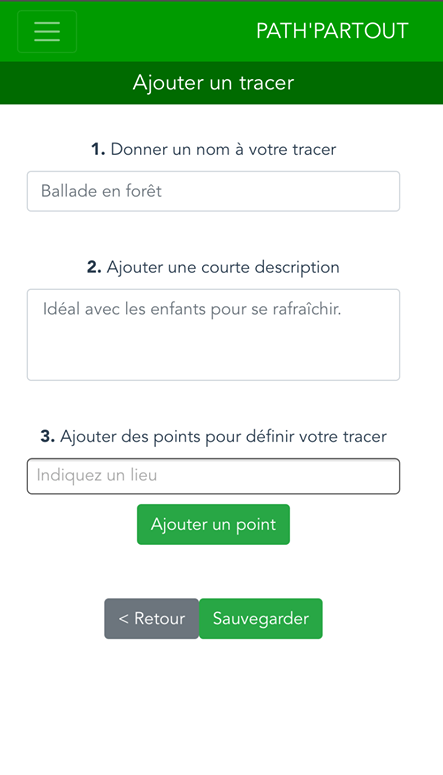 PATH'PARTOUT
Ajouter un tracer
1. Donner un nom à votre tracer
Ballade en forêt
2. Ajouter une courte description
Idéal avec les enfants pour se rafraîchir.
3. Ajouter des points pour définir votre tracer
Indiquez un lieu
Ajouter un point
< Retour Sauvegarder